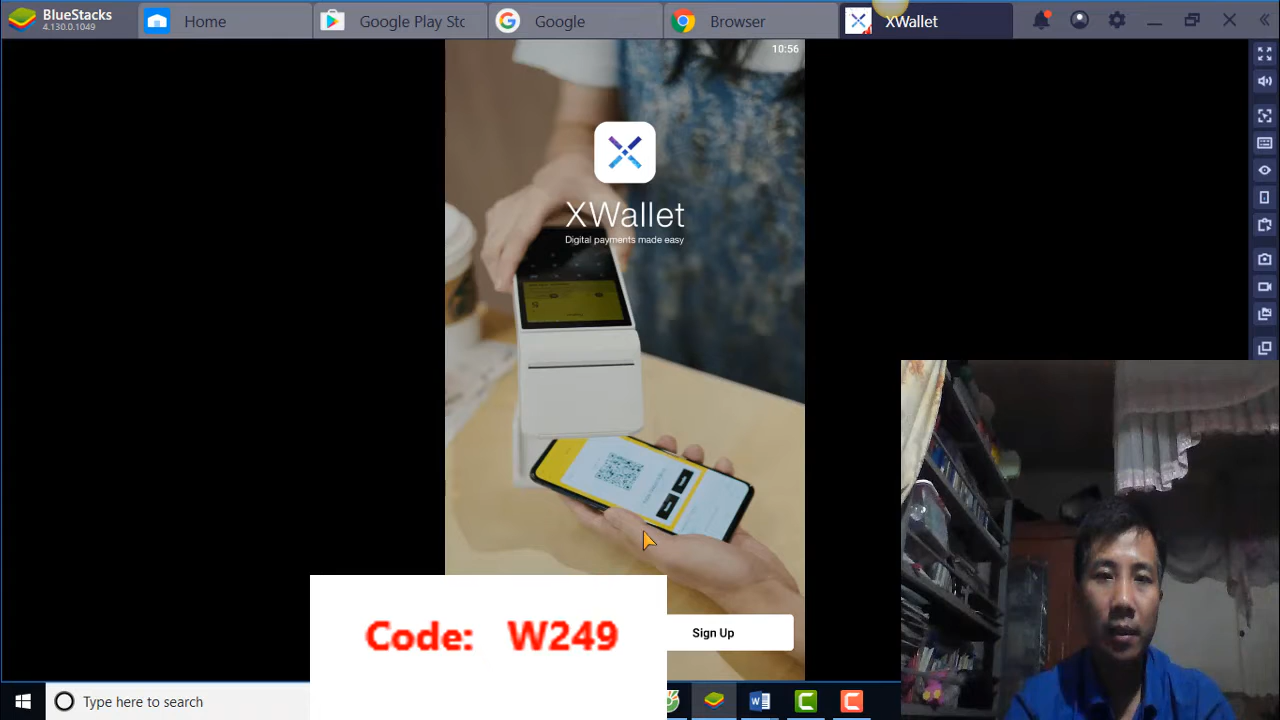 BlueStacks
4.130.0.1049
Home
Google Play Stc
Google
Browser
XWallet
10:56
XWallet
Digital payments made easy
Sign Up
Code: W249
Type here to search